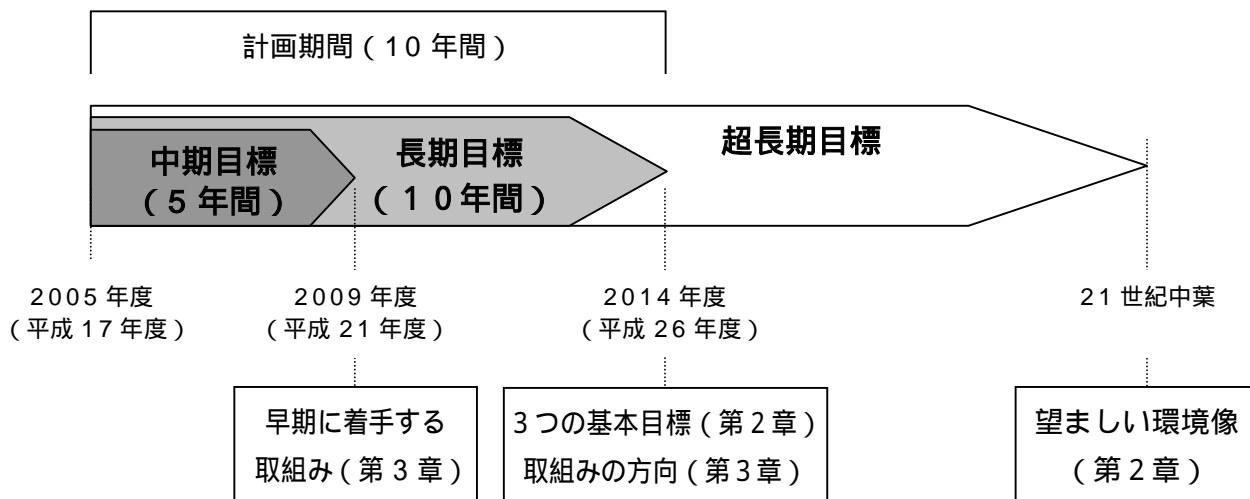 計画期間（10年間）
中期目標
（５年間）
長期目標
（１０年間）
超長期目標
2005年度
（平成17年度）
2009年度
（平成21年度）
2014年度
（平成26年度）
21世紀中葉
早期に着手する
取組み（第3章）
3つの基本目標（第2章）
取組みの方向（第3章）
望ましい環境像
（第2章）